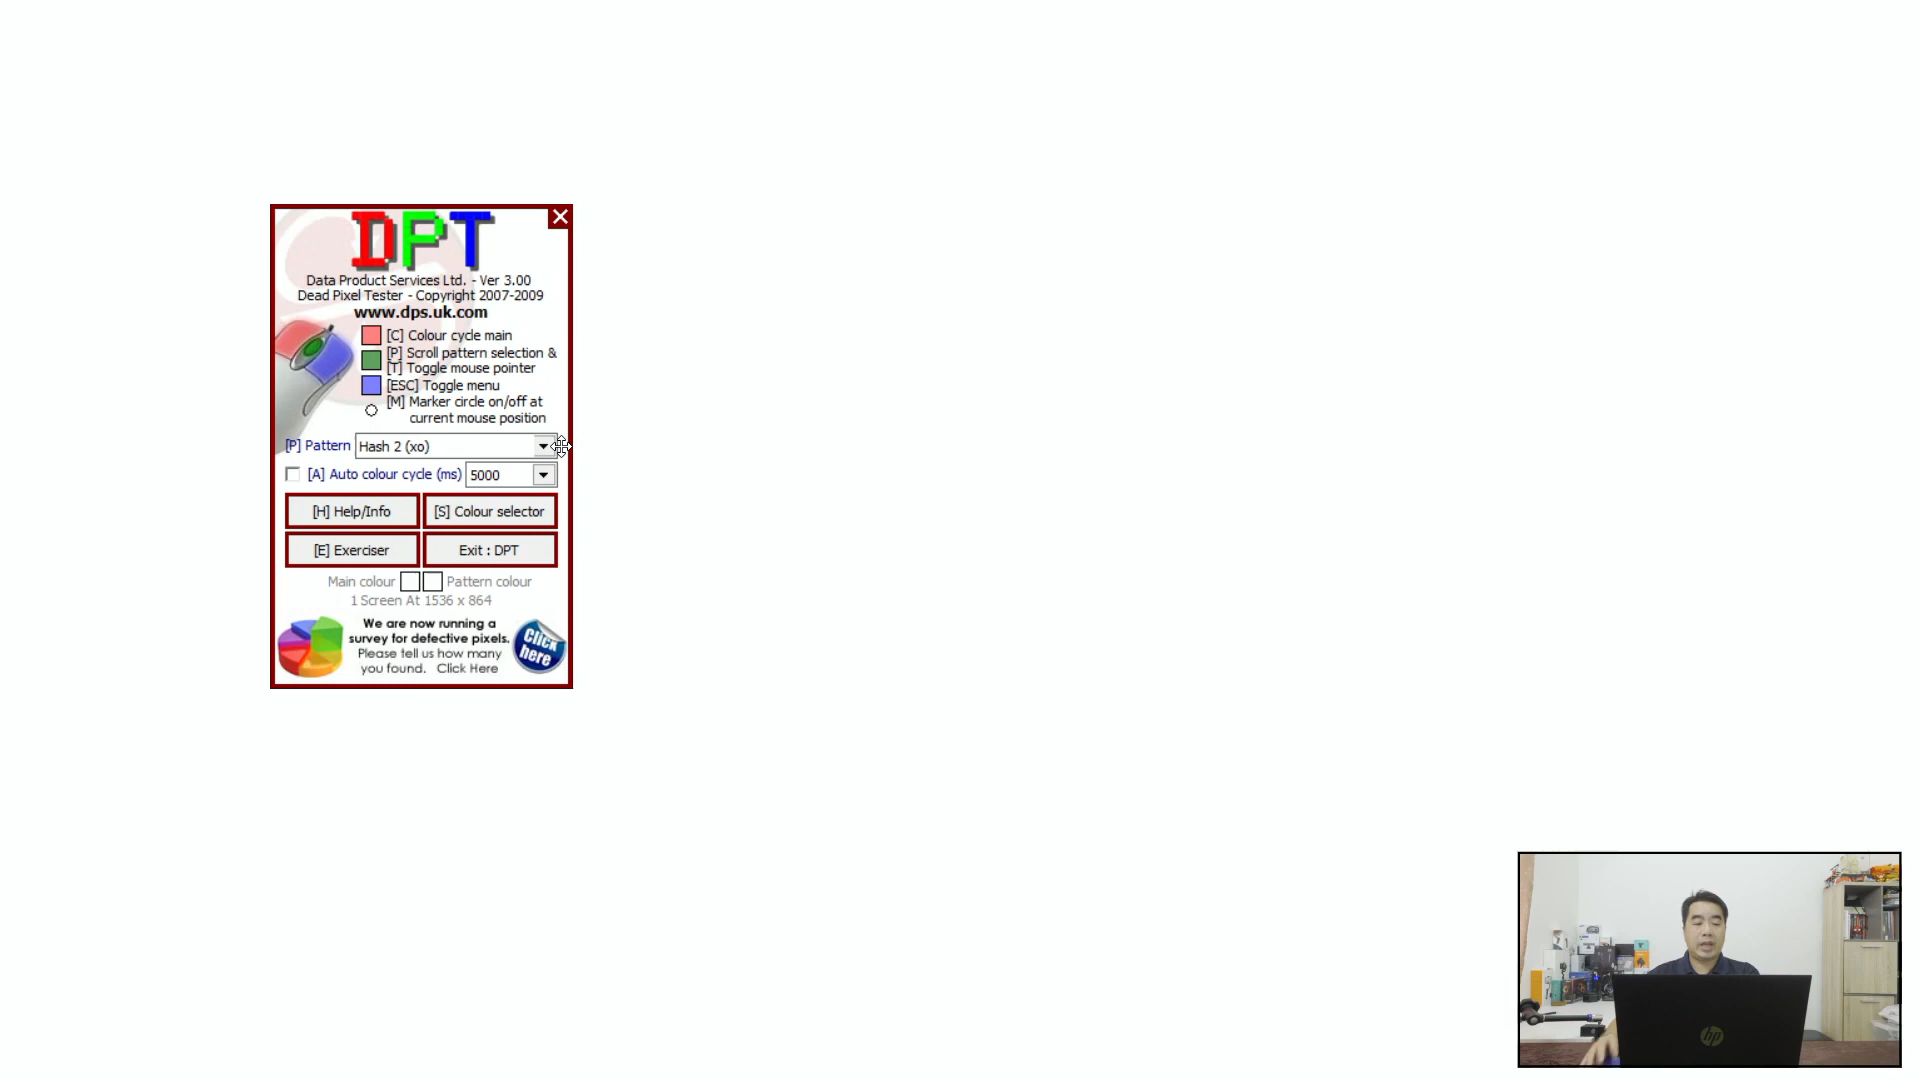 DPT
Data Product Services Ltd. - Ver 3.00
Dead Pixel Tester - Copyright 2007-2009
www.dps.uk.com
[C] Colour cycle main
[P] Scroll pattern selection &
[T] Toggle mouse pointer
[ESC] Toggle menu
[M] Marker circle on/off at
current mouse position
[P] Pattern Hash 2 (xo)
[A] Auto colour cycle (ms) 5000
[H] Help/Info [S] Colour selector
[E] Exerciser Exit : DPT
Main colour Pattern colour
1 Screen At 1536 x 864
We are now running a
survey for defective pixels.
Please tell us how many
you found. Click Here
Click
here
hp